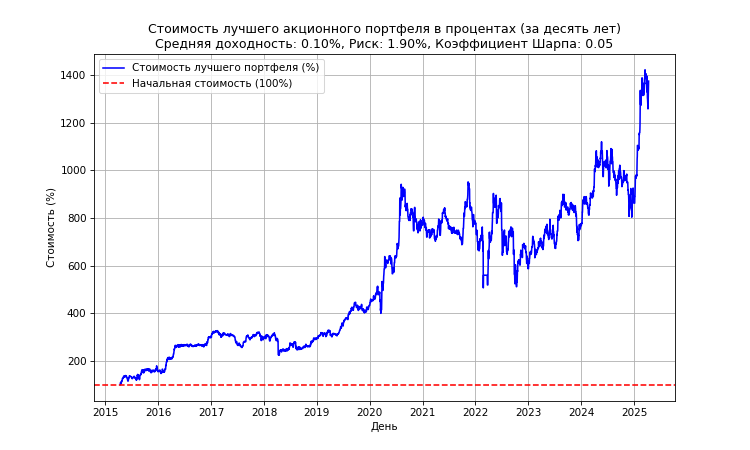 Стоимость лучшего акционного портфеля в процентах (за десять лет)
Средняя доходность: 0.10%, Риск: 1.90%, Коэффициент Шарпа: 0.05
Стоимость лучшего портфеля (%)
Начальная стоимость (100%)
Стоимость (%)
1400
1200
1000
800
600
400
200
2015 2016 2017 2018 2019 2020 2021 2022 2023 2024 2025
День